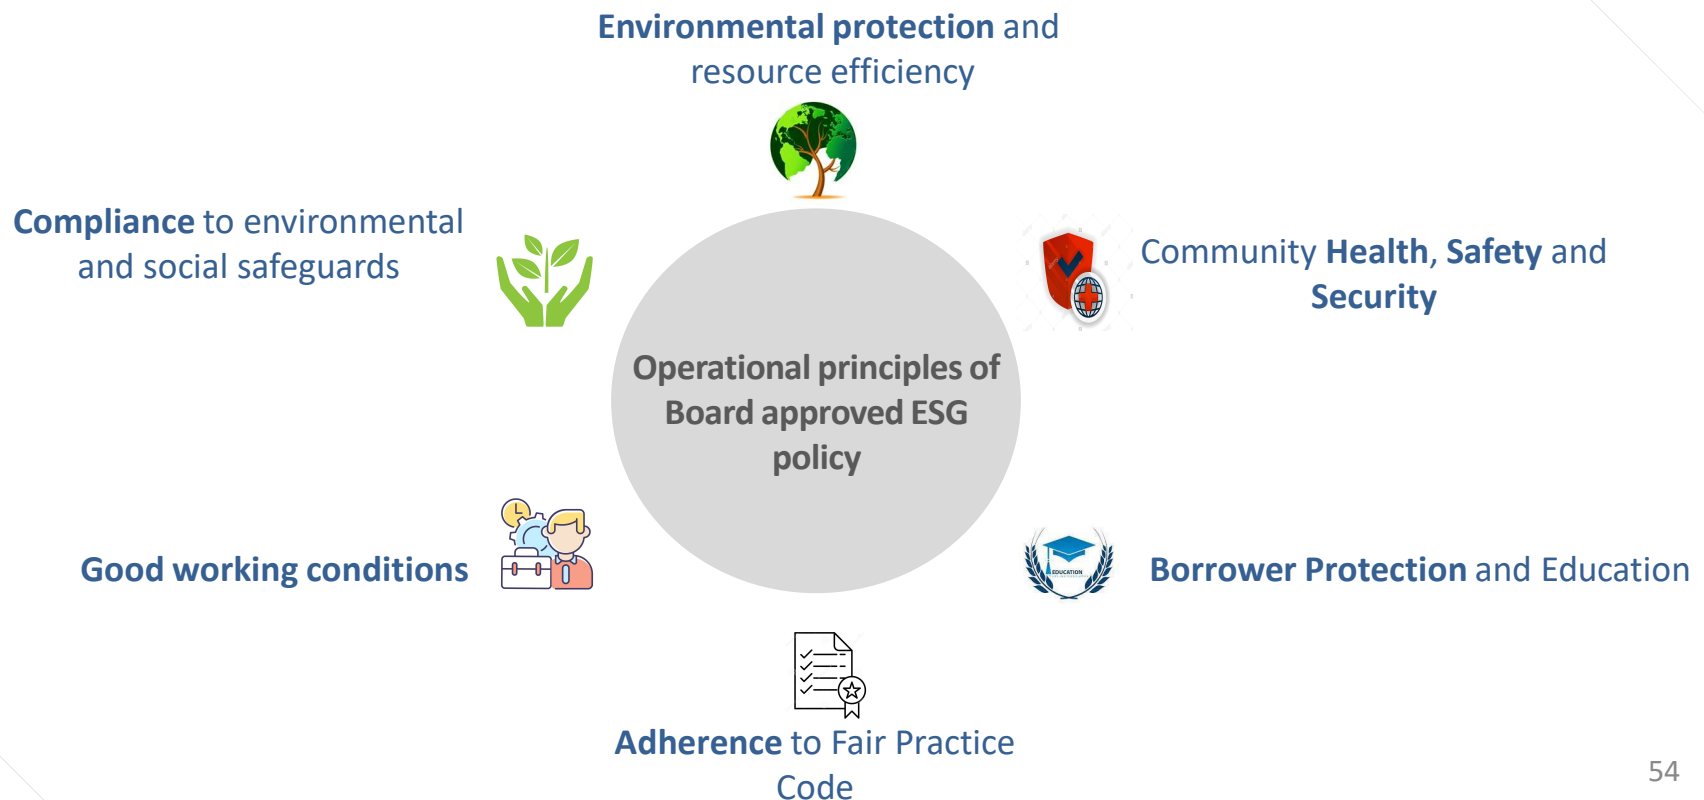 Environmental protection and
resource efficiency
Compliance to environmental
and social safeguards
Community Health, Safety and
Security
Operational principles of
Board approved ESG
policy
Good working conditions
EDUCATION
Borrower Protection and Education
Adherence to Fair Practice
Code
54